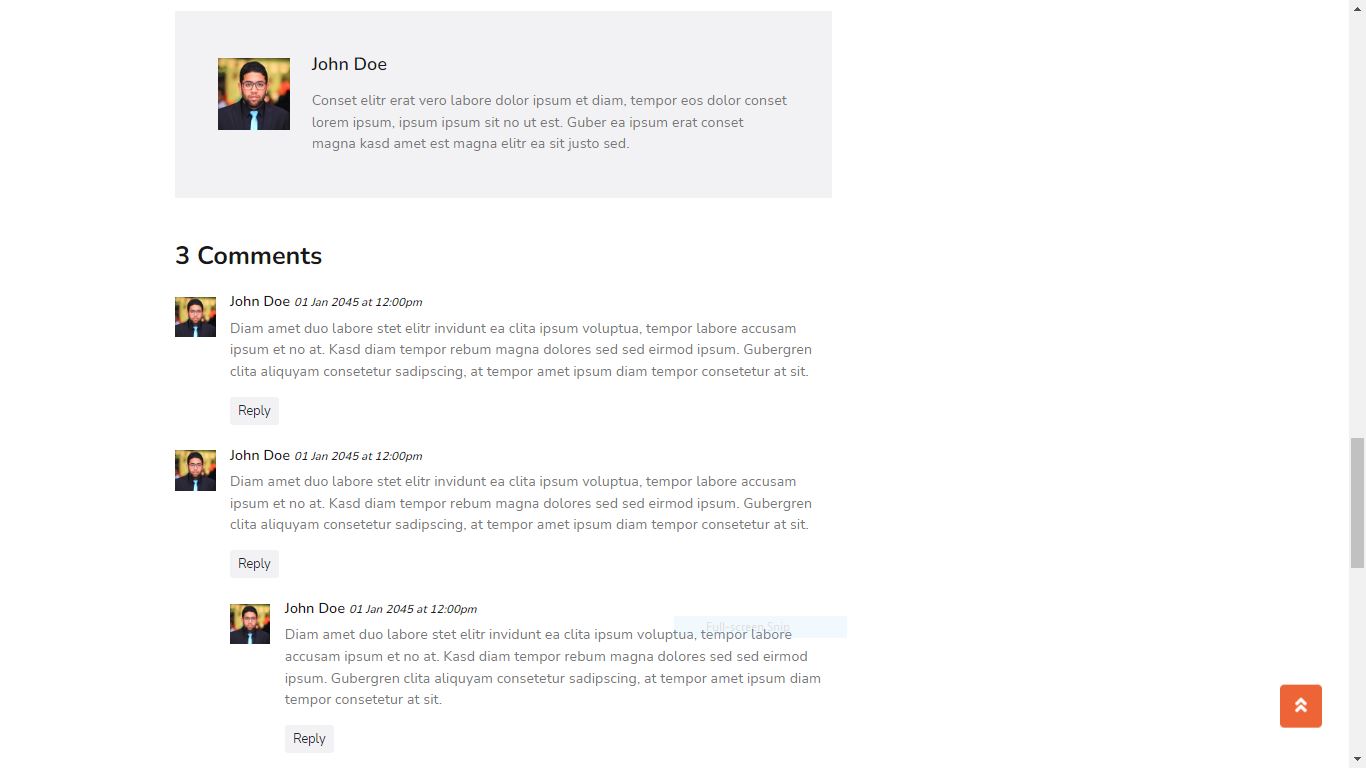 John Doe
Conset elitr erat vero labore dolor ipsum et diam, tempor eos dolor conset
lorem ipsum, ipsum ipsum sit no ut est. Guber ea ipsum erat conset
magna kasd amet est magna elitr ea sit justo sed.
3 Comments
John Doe 01 Jan 2045 at 12:00pm
Diam amet duo labore stet elitr invidunt ea clita ipsum voluptua, tempor labore accusam
ipsum et no at. Kasd diam tempor rebum magna dolores sed sed eirmod ipsum. Gubergren
clita aliquyam consetetur sadipscing, at tempor amet ipsum diam tempor consetetur at sit.
Reply
John Doe 01 Jan 2045 at 12:00pm
Diam amet duo labore stet elitr invidunt ea clita ipsum voluptua, tempor labore accusam
ipsum et no at. Kasd diam tempor rebum magna dolores sed sed eirmod ipsum. Gubergren
clita aliquyam consetetur sadipscing, at tempor amet ipsum diam tempor consetetur at sit.
Reply
John Doe 01 Jan 2045 at 12:00pm
Full-screen Snip
Diam amet duo labore stet elitr invidunt ea clita ipsum voluptua, tempor labore
accusam ipsum et no at. Kasd diam tempor rebum magna dolores sed sed eirmod
ipsum. Gubergren clita aliquyam consetetur sadipscing, at tempor amet ipsum diam
tempor consetetur at sit.
Reply